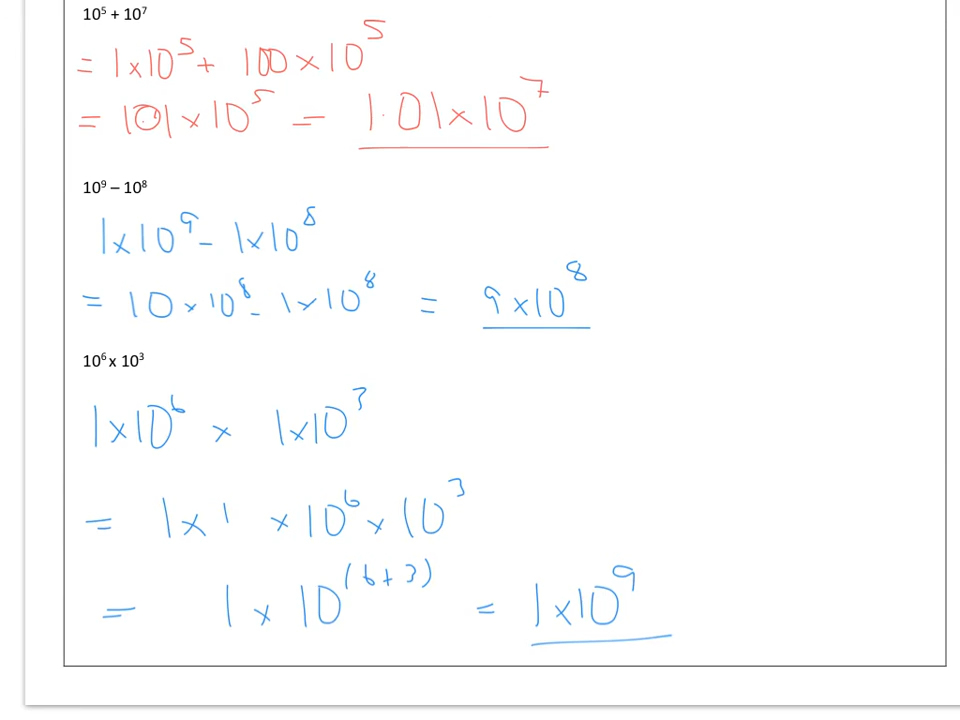 10⁵ + 10⁷
= 1×10⁵ + 100×10⁵
= 101×10⁵ = 1.01×10⁷
10⁹ – 10⁸
1×10⁹ - 1×10⁸
= 10×10⁸ - 1×10⁸ = 9×10⁸
10⁶ x 10³
1×10⁶ × 1×10³
= 1×1 ×10⁶×10³
= 1×10⁽⁶⁺³⁾ = 1×10⁹